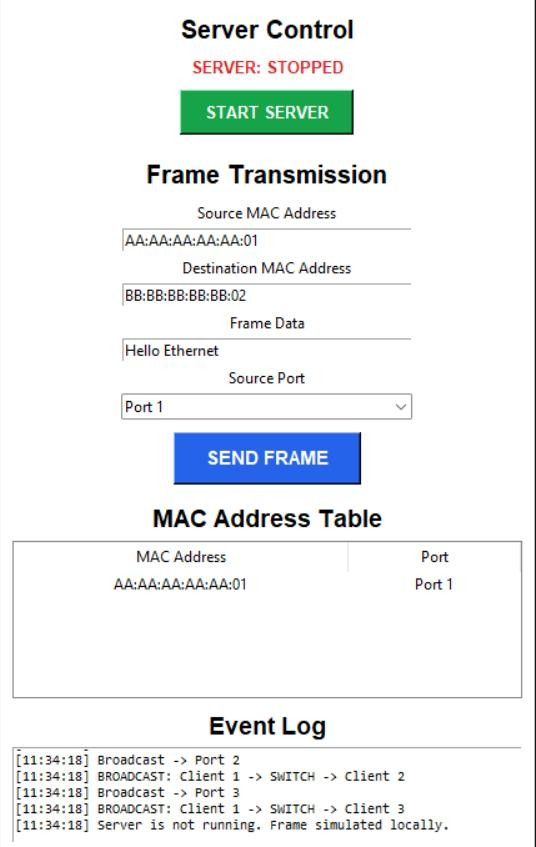 Server Control
SERVER: STOPPED
START SERVER
Frame Transmission
Source MAC Address
AA:AA:AA:AA:AA:01
Destination MAC Address
BB:BB:BB:BB:BB:02
Frame Data
Hello Ethernet
Source Port
Port 1
SEND FRAME
MAC Address Table
MAC Address Port
AA:AA:AA:AA:AA:01 Port 1
Event Log
[11:34:18] Broadcast -> Port 2
[11:34:18] BROADCAST: Client 1 -> SWITCH -> Client 2
[11:34:18] Broadcast -> Port 3
[11:34:18] BROADCAST: Client 1 -> SWITCH -> Client 3
[11:34:18] Server is not running. Frame simulated locally.